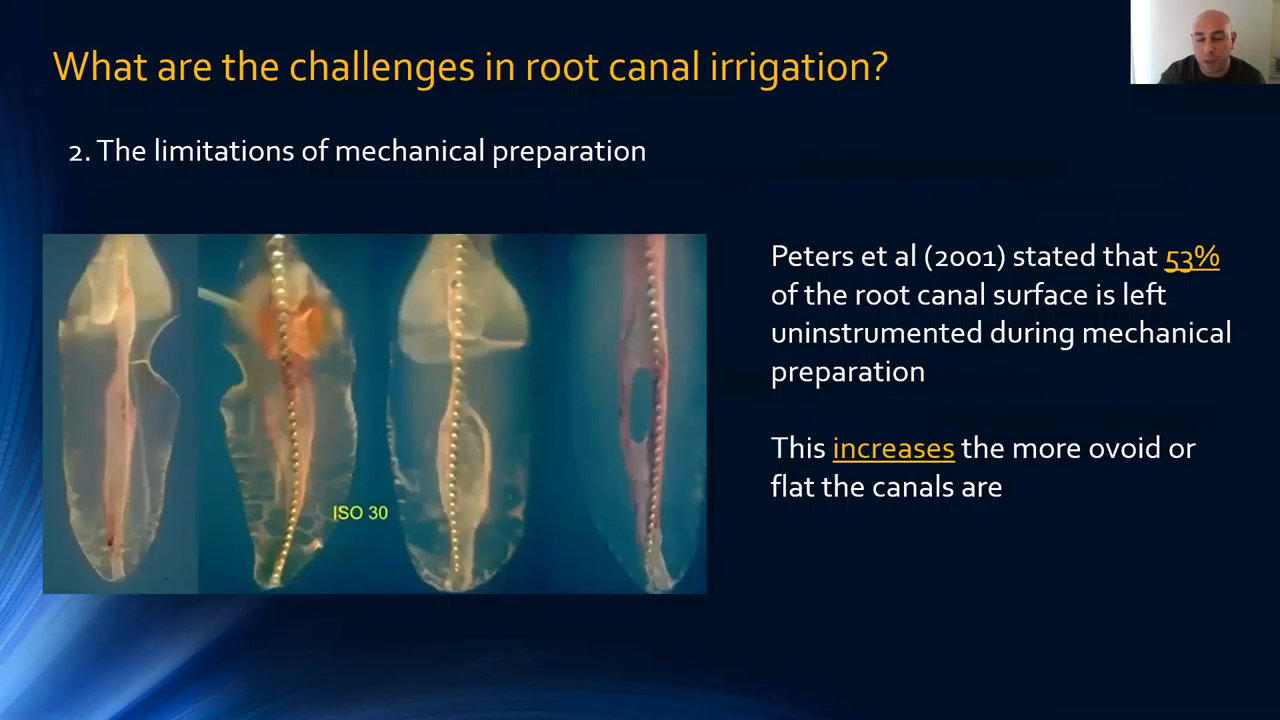 What are the challenges in root canal irrigation?
2. The limitations of mechanical preparation
Peters et al (2001) stated that 53%
of the root canal surface is left
uninstrumented during mechanical
preparation
This increases the more ovoid or
flat the canals are
ISO 30